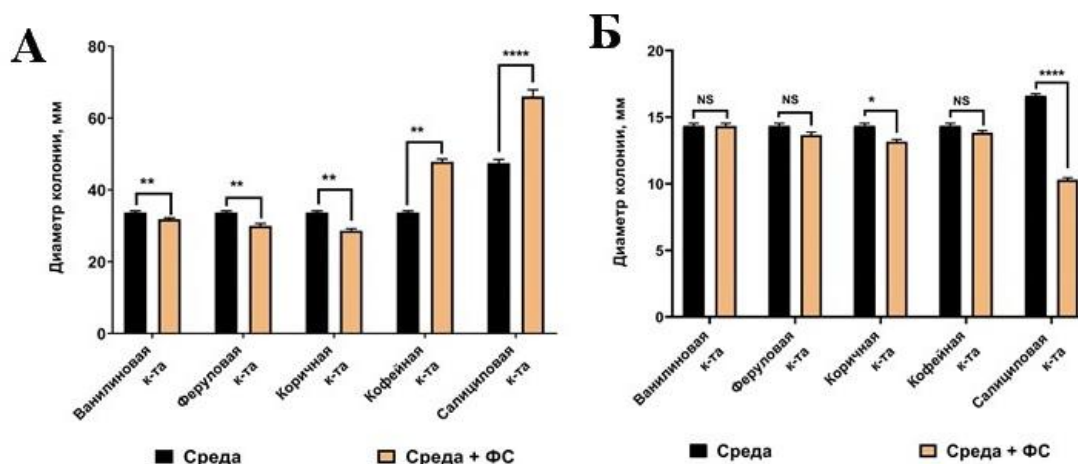 А
Диаметр колонии, мм
80
60
40
20
0
**
**
**
**
****
Ванилиновая
к-та
Феруловая
к-та
Коричная
к-та
Кофейная
к-та
Салициловая
к-та
Среда
Среда + ФС
Б
Диаметр колонии, мм
20
15
10
5
0
NS
NS
*
NS
****
Ванилиновая
к-та
Феруловая
к-та
Коричная
к-та
Кофейная
к-та
Салициловая
к-та
Среда
Среда + ФС